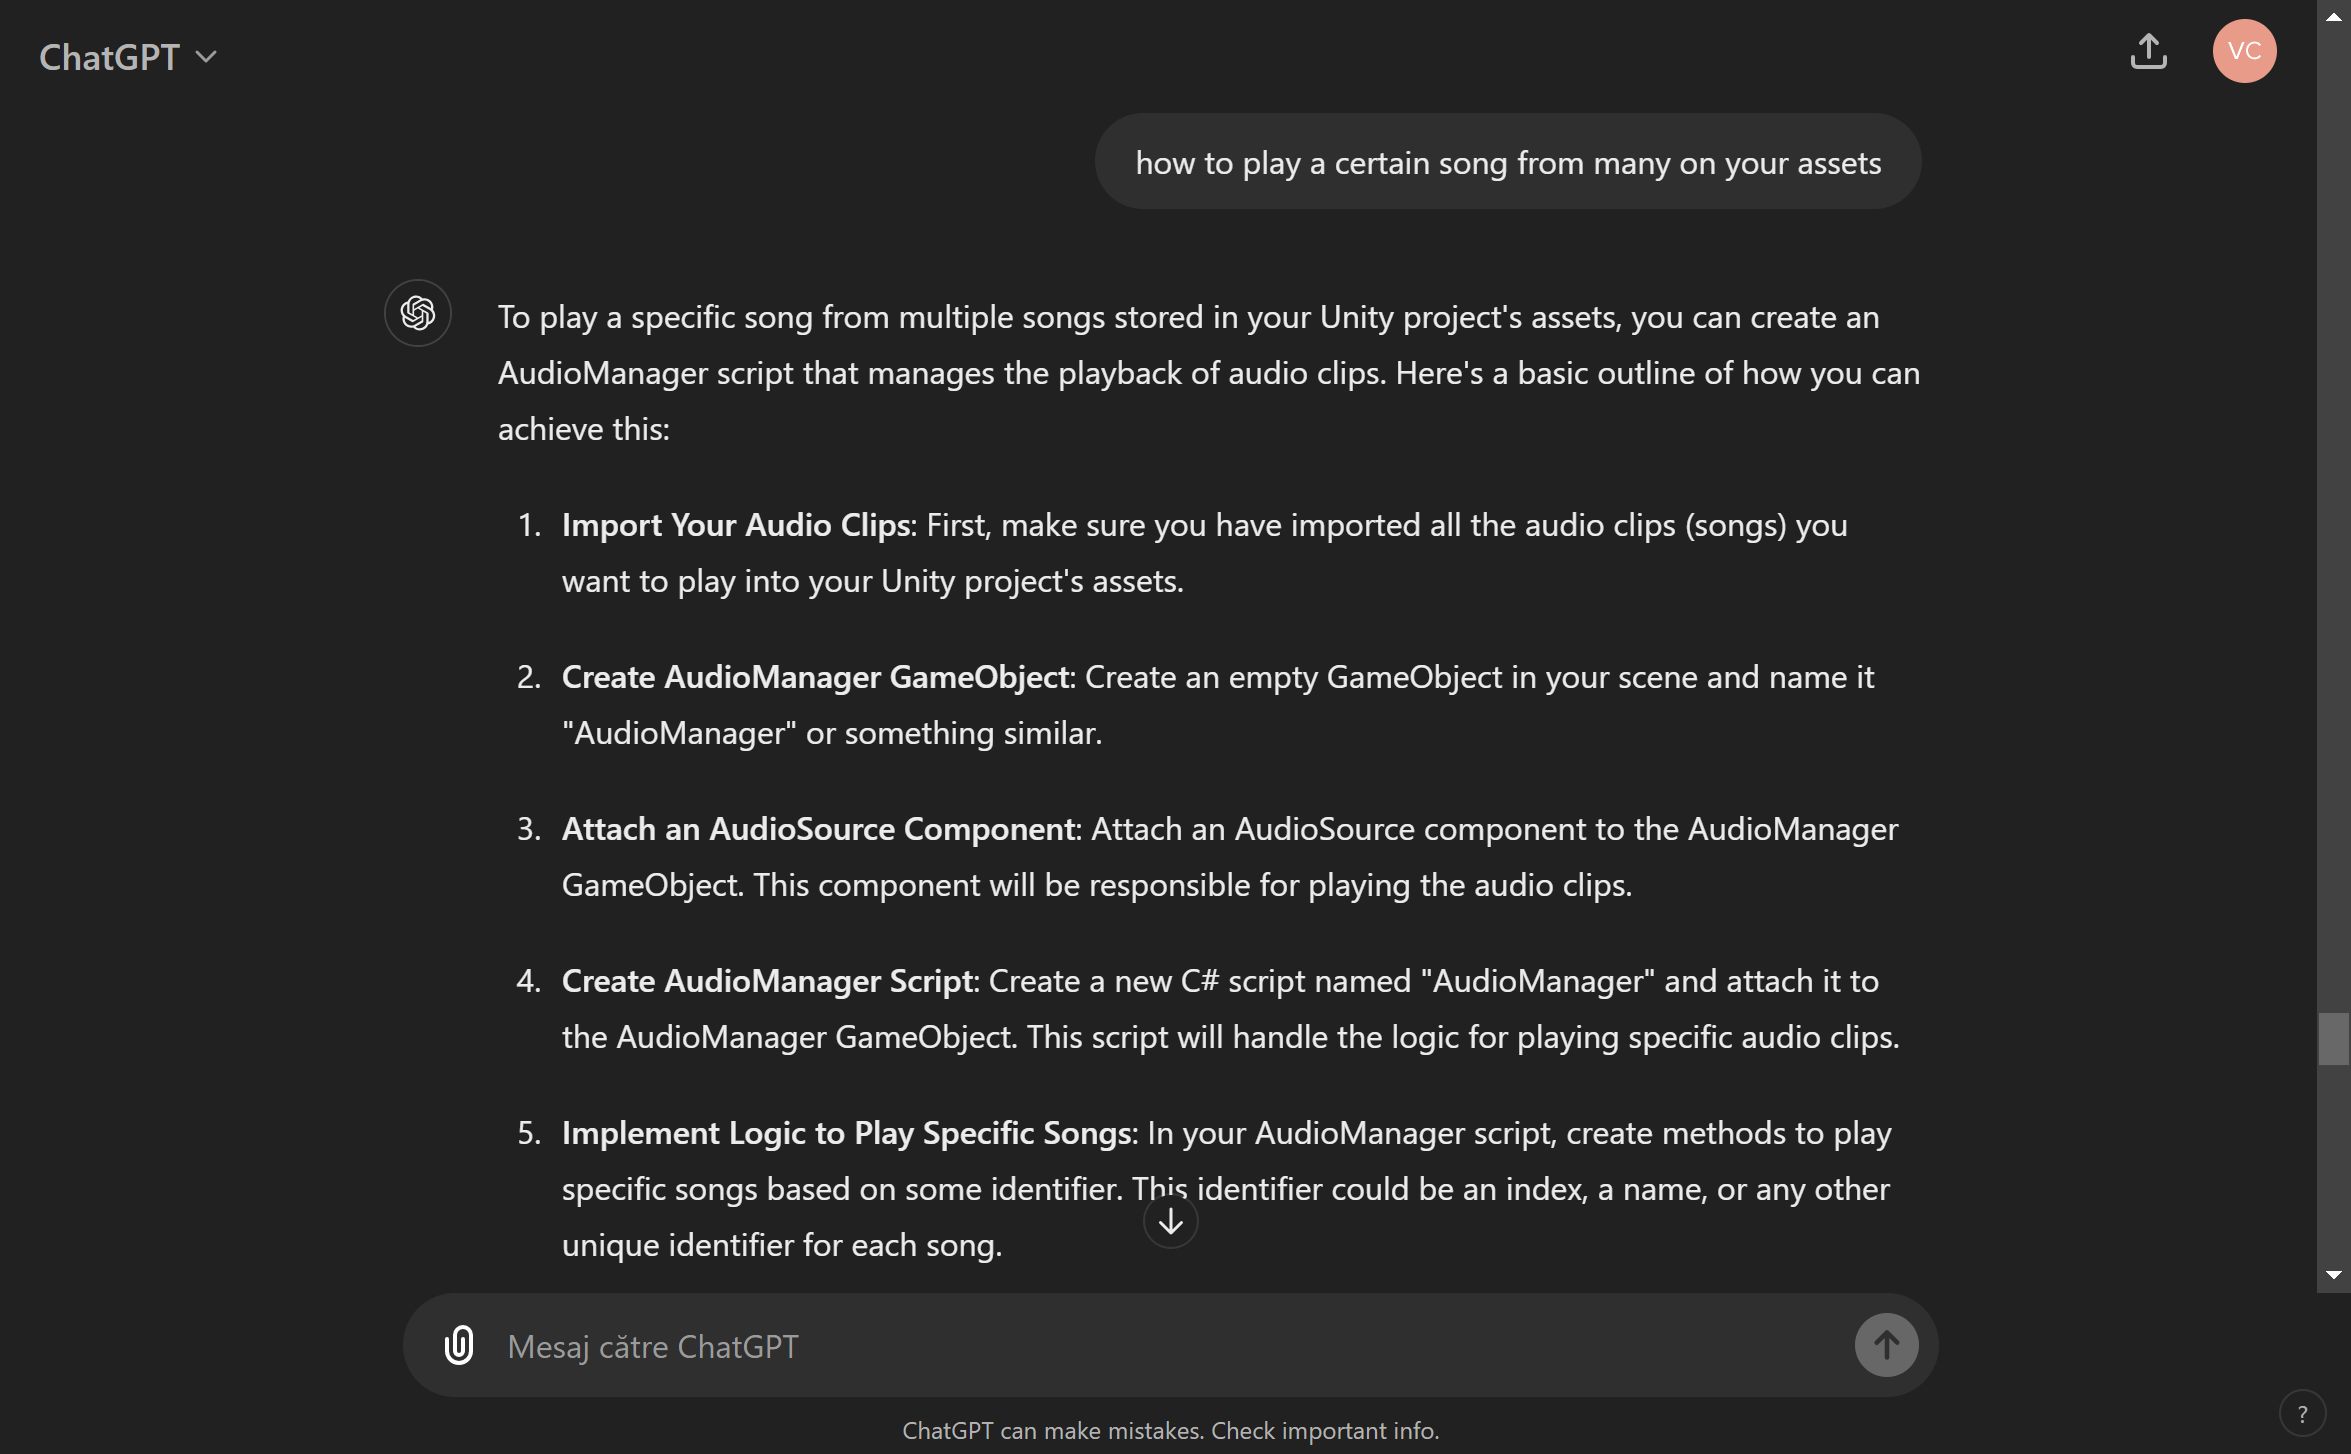 ChatGPT
VC
how to play a certain song from many on your assets
To play a specific song from multiple songs stored in your Unity project's assets, you can create an
AudioManager script that manages the playback of audio clips. Here's a basic outline of how you can
achieve this:
1. Import Your Audio Clips: First, make sure you have imported all the audio clips (songs) you
want to play into your Unity project's assets.
2. Create AudioManager GameObject: Create an empty GameObject in your scene and name it
"AudioManager" or something similar.
3. Attach an AudioSource Component: Attach an AudioSource component to the AudioManager
GameObject. This component will be responsible for playing the audio clips.
4. Create AudioManager Script: Create a new C# script named "AudioManager" and attach it to
the AudioManager GameObject. This script will handle the logic for playing specific audio clips.
5. Implement Logic to Play Specific Songs: In your AudioManager script, create methods to play
specific songs based on some identifier. This identifier could be an index, a name, or any other
unique identifier for each song.
Mesaj către ChatGPT
ChatGPT can make mistakes. Check important info.
?